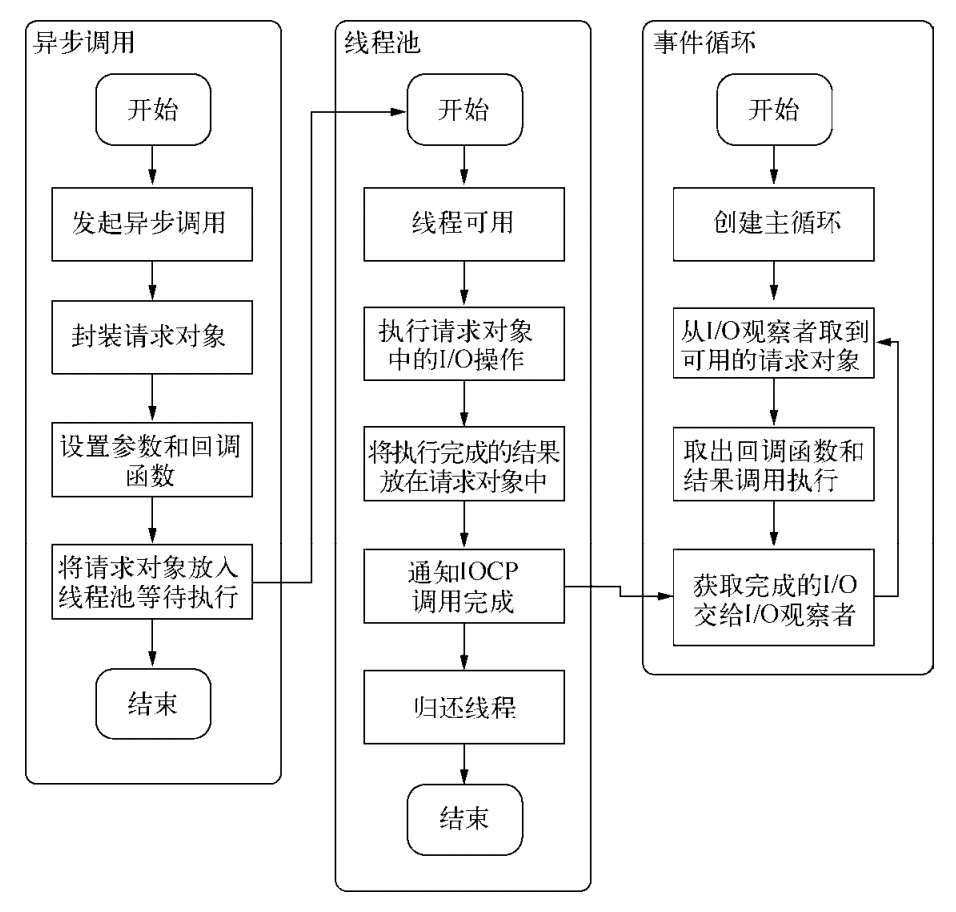 异步调用
开始
发起异步调用
封装请求对象
设置参数和回调
函数
将请求对象放入
线程池等待执行
结束
线程池
开始
线程可用
执行请求对象
中的I/O操作
将执行完成的结果
放在请求对象中
通知IOCP
调用完成
归还线程
结束
事件循环
开始
创建主循环
从I/O观察者取到
可用的请求对象
取出回调函数和
结果调用执行
获取完成的I/O
交给I/O观察者